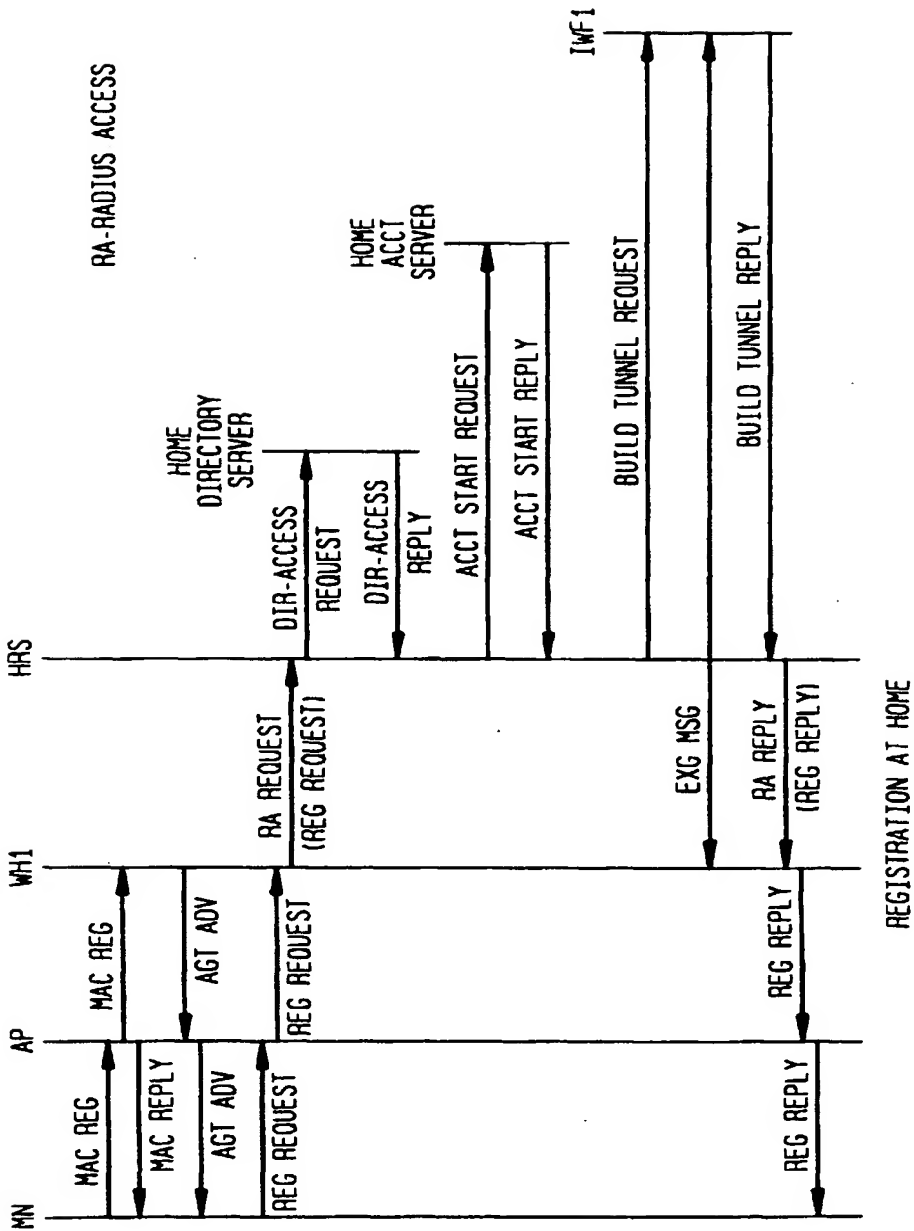 RA-RADIUS ACCESS
MN
AP
WH1
HRS
HOME
DIRECTORY
SERVER
HOME
ACCT
SERVER
IWF1
MAC REG
MAC REG
MAC REPLY
AGT ADV
AGT ADV
REG REQUEST
REG REQUEST
RA REQUEST
(REG REQUEST)
DIR-ACCESS
REQUEST
DIR-ACCESS
REPLY
ACCT START REQUEST
ACCT START REPLY
BUILD TUNNEL REQUEST
EXG MSG
BUILD TUNNEL REPLY
RA REPLY
(REG REPLY)
REG REPLY
REG REPLY
REGISTRATION AT HOME